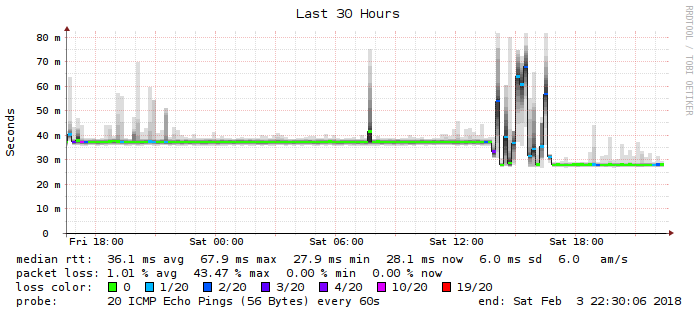 Last 30 Hours
RRDTOOL / TOBI OETIKER
Seconds
80 m
70 m
60 m
50 m
40 m
30 m
20 m
10 m
0
Fri 18:00 Sat 00:00 Sat 06:00 Sat 12:00 Sat 18:00
median rtt: 36.1 ms avg 67.9 ms max 27.9 ms min 28.1 ms now 6.0 ms sd 6.0 am/s
packet loss: 1.01 % avg 43.47 % max 0.00 % min 0.00 % now
loss color: 0 1/20 2/20 3/20 4/20 10/20 19/20
probe: 20 ICMP Echo Pings (56 Bytes) every 60s end: Sat Feb 3 22:30:06 2018